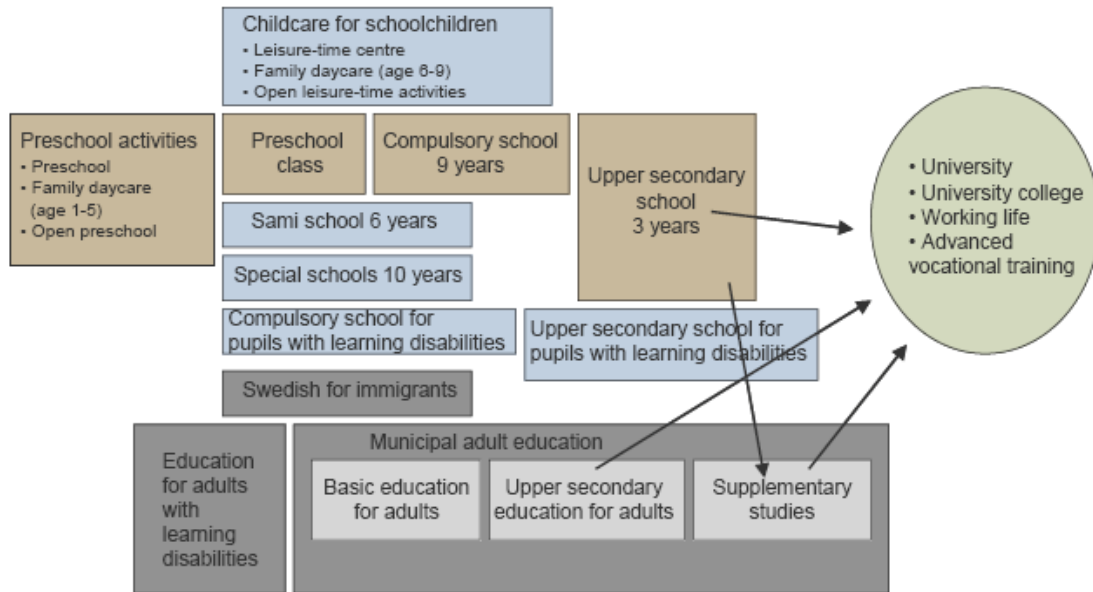 Childcare for schoolchildren
• Leisure-time centre
• Family daycare (age 6-9)
• Open leisure-time activities
Preschool activities
• Preschool
• Family daycare
(age 1-5)
• Open preschool
Preschool
class
Compulsory school
9 years
Upper secondary
school
3 years
• University
• University college
• Working life
• Advanced
vocational training
Sami school 6 years
Special schools 10 years
Compulsory school for
pupils with learning disabilities
Upper secondary school for
pupils with learning disabilities
Swedish for immigrants
Education
for adults
with
learning
disabilities
Municipal adult education
Basic education
for adults
Upper secondary
education for adults
Supplementary
studies